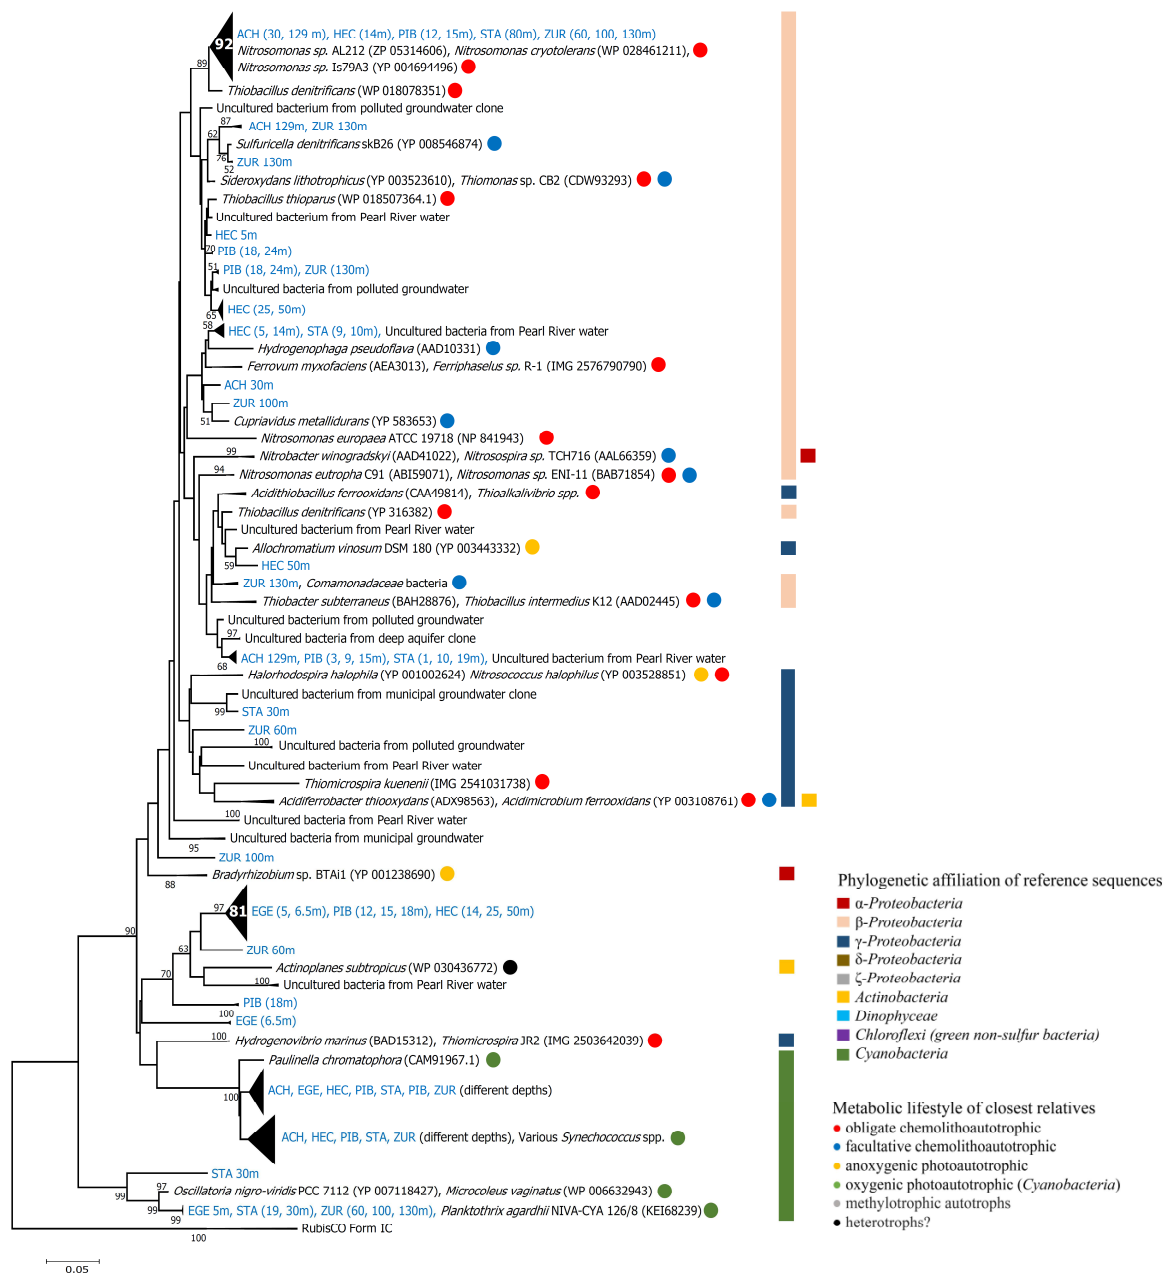 ACH (30, 129 m), HEC (14m), PIB (12, 15m), STA (80m), ZUR (60, 100, 130m)
92
Nitrosomonas sp. AL212 (ZP 05314606), Nitrosomonas cryotolerans (WP 028461211),
Nitrosomonas sp. Is79A3 (YP 004694496)
89
Thiobacillus denitrificans (WP 018078351)
Uncultured bacterium from polluted groundwater clone
87
ACH 129m, ZUR 130m
62
Sulfuricella denitrificans skB26 (YP 008546874)
76
ZUR 130m
52
Sideroxydans lithotrophicus (YP 003523610), Thiomonas sp. CB2 (CDW93293)
Thiobacillus thioparus (WP 018507364.1)
Uncultured bacterium from Pearl River water
HEC 5m
70
PIB (18, 24m)
51
PIB (18, 24m), ZUR (130m)
Uncultured bacteria from polluted groundwater
HEC (25, 50m)
65
58
HEC (5, 14m), STA (9, 10m), Uncultured bacteria from Pearl River water
Hydrogenophaga pseudoflava (AAD10331)
Ferrovum myxofaciens (AEA3013), Ferriphaselus sp. R-1 (IMG 2576790790)
ACH 30m
ZUR 100m
51
Cupriavidus metallidurans (YP 583653)
Nitrosomonas europaea ATCC 19718 (NP 841943)
99
Nitrobacter winogradskyi (AAD41022), Nitrosospira sp. TCH716 (AAL66359)
94
Nitrosomonas eutropha C91 (ABI59071), Nitrosomonas sp. ENI-11 (BAB71854)
Acidithiobacillus ferrooxidans (CAA49814), Thioalkalivibrio spp.
Thiobacillus denitrificans (YP 316382)
Uncultured bacterium from Pearl River water
Allochromatium vinosum DSM 180 (YP 003443332)
59
HEC 50m
ZUR 130m, Comamonadaceae bacteria
Thiobacter subterraneus (BAH28876), Thiobacillus intermedius K12 (AAD02445)
Uncultured bacterium from polluted groundwater
97
Uncultured bacteria from deep aquifer clone
ACH 129m, PIB (3, 9, 15m), STA (1, 10, 19m), Uncultured bacterium from Pearl River water
68
Halorhodospira halophila (YP 001002624) Nitrosococcus halophilus (YP 003528851)
Uncultured bacterium from municipal groundwater clone
99
STA 30m
ZUR 60m
100
Uncultured bacteria from polluted groundwater
Uncultured bacterium from Pearl River water
Thiomicrospira kuenenii (IMG 2541031738)
Acidiferrobacter thiooxydans (ADX98563), Acidimicrobium ferrooxidans (YP 003108761)
100
Uncultured bacteria from Pearl River water
Uncultured bacteria from municipal groundwater
95
ZUR 100m
Bradyrhizobium sp. BTAi1 (YP 001238690)
88
97
81
EGE (5, 6.5m), PIB (12, 15, 18m), HEC (14, 25, 50m)
90
63
ZUR 60m
Actinoplanes subtropicus (WP 030436772)
70
100
Uncultured bacteria from Pearl River water
PIB (18m)
100
EGE (6.5m)
100
Hydrogenovibrio marinus (BAD15312), Thiomicrospira JR2 (IMG 2503642039)
Paulinella chromatophora (CAM91967.1)
ACH, EGE, HEC, PIB, STA, PIB, ZUR (different depths)
100
ACH, HEC, PIB, STA, ZUR (different depths), Various Synechococcus spp.
STA 30m
97
99
Oscillatoria nigro-viridis PCC 7112 (YP 007118427), Microcoleus vaginatus (WP 006632943)
99
EGE 5m, STA (19, 30m), ZUR (60, 100, 130m), Planktothrix agardhii NIVA-CYA 126/8 (KEI68239)
99
RubisCO Form IC
100
0.05
Phylogenetic affiliation of reference sequences
α-Proteobacteria
β-Proteobacteria
γ-Proteobacteria
δ-Proteobacteria
ζ-Proteobacteria
Actinobacteria
Dinophyceae
Chloroflexi (green non-sulfur bacteria)
Cyanobacteria
Metabolic lifestyle of closest relatives
obligate chemolithoautotrophic
facultative chemolithoautotrophic
anoxygenic photoautotrophic
oxygenic photoautotrophic (Cyanobacteria)
methylotrophic autotrophs
heterotrophs?